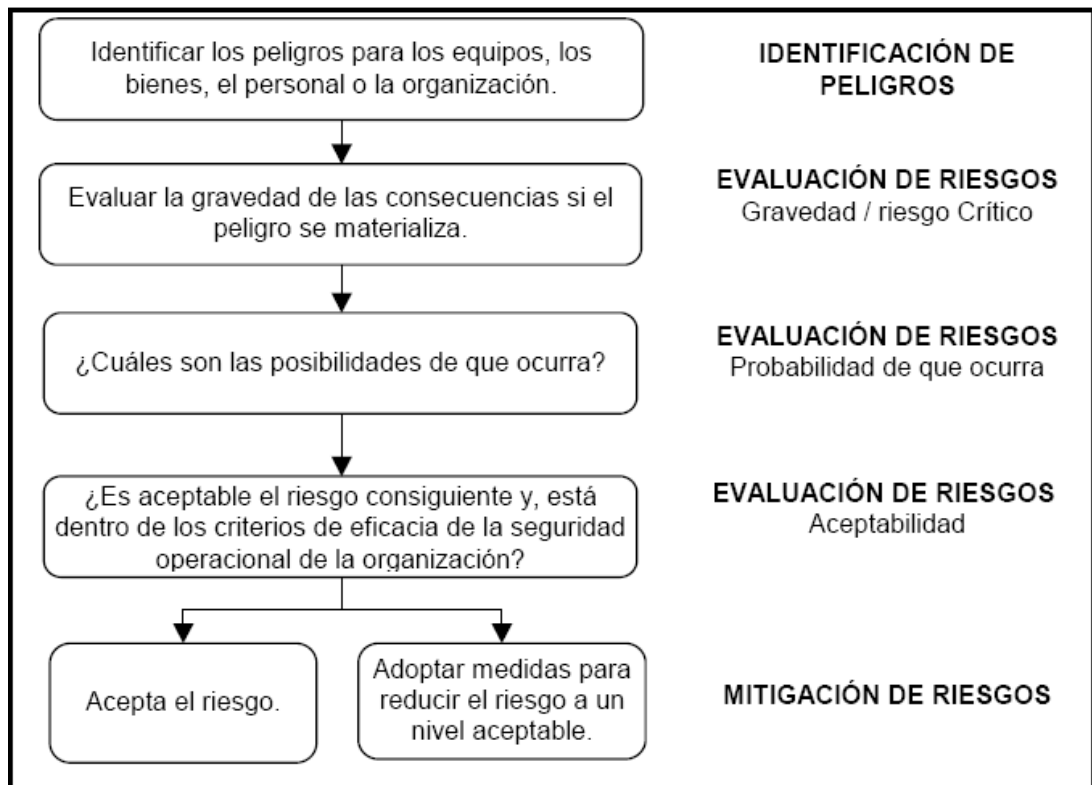 Identificar los peligros para los equipos, los
bienes, el personal o la organización.
IDENTIFICACIÓN DE
PELIGROS
Evaluar la gravedad de las consecuencias si el
peligro se materializa.
EVALUACIÓN DE RIESGOS
Gravedad / riesgo Crítico
¿Cuáles son las posibilidades de que ocurra?
EVALUACIÓN DE RIESGOS
Probabilidad de que ocurra
¿Es aceptable el riesgo consiguiente y, está
dentro de los criterios de eficacia de la seguridad
operacional de la organización?
EVALUACIÓN DE RIESGOS
Aceptabilidad
Acepta el riesgo.
Adoptar medidas para
reducir el riesgo a un
nivel aceptable.
MITIGACIÓN DE RIESGOS